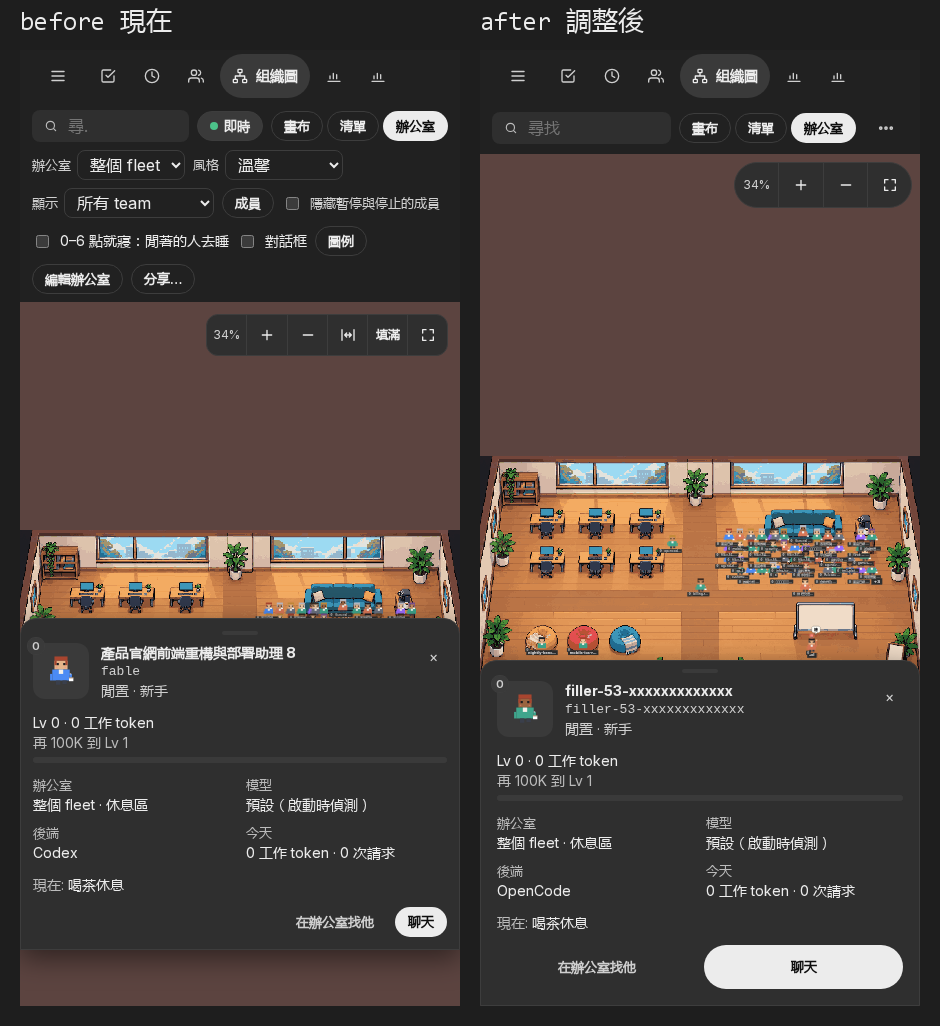 before 現在
組織圖
尋.
即時
畫布
清單
辦公室
辦公室
整個 fleet
風格
溫馨
顯示
所有 team
成員
隱藏暫停與停止的成員
0–6 點就寢：閒著的人去睡
對話框
圖例
編輯辦公室
分享…
34%
填滿
0
產品官網前端重構與部署助理 8
fable
閒置 · 新手
×
Lv 0 · 0 工作 token
再 100K 到 Lv 1
辦公室
模型
整個 fleet · 休息區
預設（啟動時偵測）
後端
今天
Codex
0 工作 token · 0 次請求
現在: 喝茶休息
在辦公室找他
聊天
after 調整後
組織圖
尋找
畫布
清單
辦公室
34%
0
filler-53-xxxxxxxxxxxxx
filler-53-xxxxxxxxxxxxx
閒置 · 新手
×
Lv 0 · 0 工作 token
再 100K 到 Lv 1
辦公室
模型
整個 fleet · 休息區
預設（啟動時偵測）
後端
今天
OpenCode
0 工作 token · 0 次請求
現在: 喝茶休息
在辦公室找他
聊天